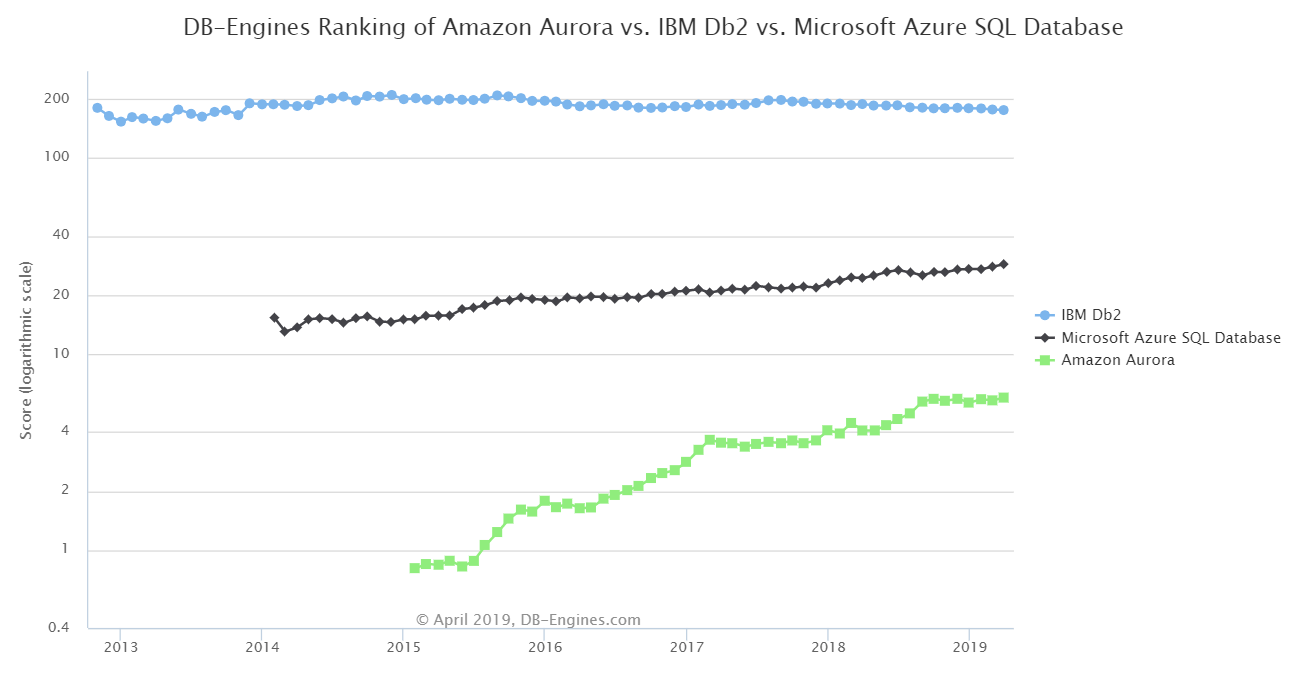 DB-Engines Ranking of Amazon Aurora vs. IBM Db2 vs. Microsoft Azure SQL Database
Score (logarithmic scale)
200
100
40
20
10
4
2
1
0.4
2013 2014 2015 2016 2017 2018 2019
© April 2019, DB-Engines.com
IBM Db2
Microsoft Azure SQL Database
Amazon Aurora